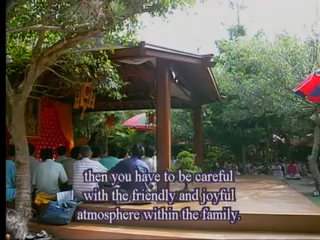 then you have to be careful
with the friendly and joyful
atmosphere within the family.